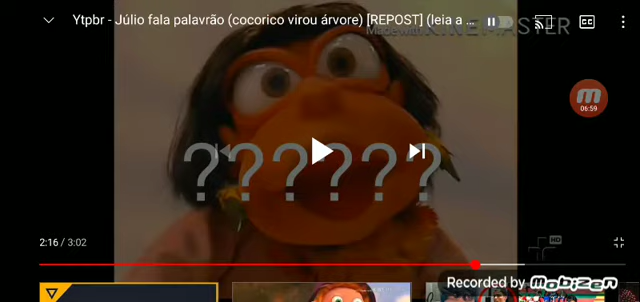 Ytpbr - Júlio fala palavrão (cocorico virou árvore) [REPOST] (leia a ...
Made with KINEMASTER
CC
06:59
??????
2:16 / 3:02
HD
Recorded by mobizen